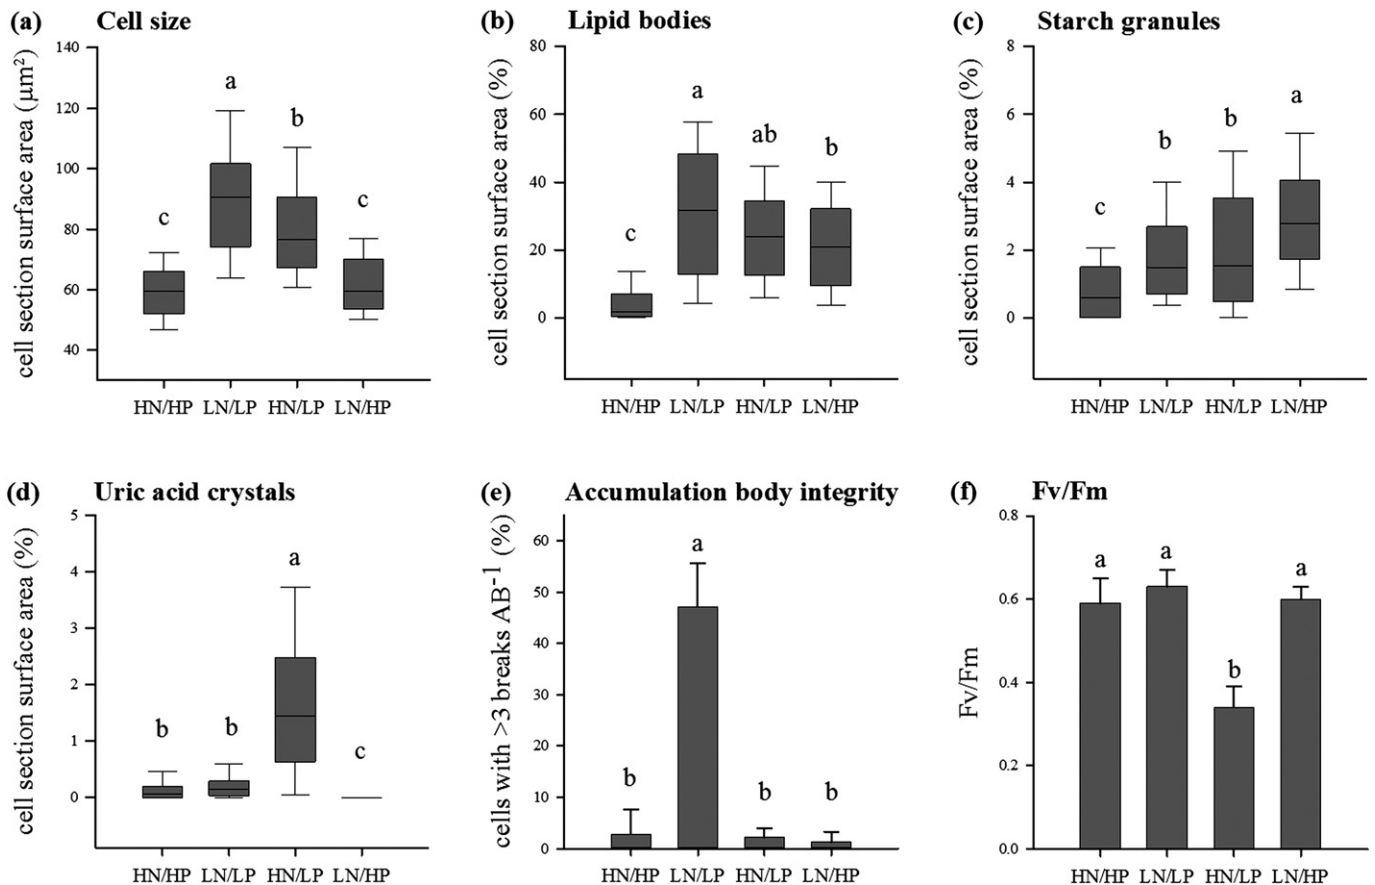 (a) Cell size
cell section surface area (µm²)
140
120
100
80
60
40
c
a
b
c
HN/HP LN/LP HN/LP LN/HP
(b) Lipid bodies
cell section surface area (%)
80
60
40
20
0
c
a
ab
b
HN/HP LN/LP HN/LP LN/HP
(c) Starch granules
cell section surface area (%)
8
6
4
2
0
c
b
b
a
HN/HP LN/LP HN/LP LN/HP
(d) Uric acid crystals
cell section surface area (%)
5
4
3
2
1
0
b
b
a
c
HN/HP LN/LP HN/LP LN/HP
(e) Accumulation body integrity
cells with >3 breaks AB⁻¹ (%)
60
50
40
30
20
10
0
b
a
b
b
HN/HP LN/LP HN/LP LN/HP
(f) Fv/Fm
Fv/Fm
0.8
0.6
0.4
0.2
0.0
a
a
b
a
HN/HP LN/LP HN/LP LN/HP